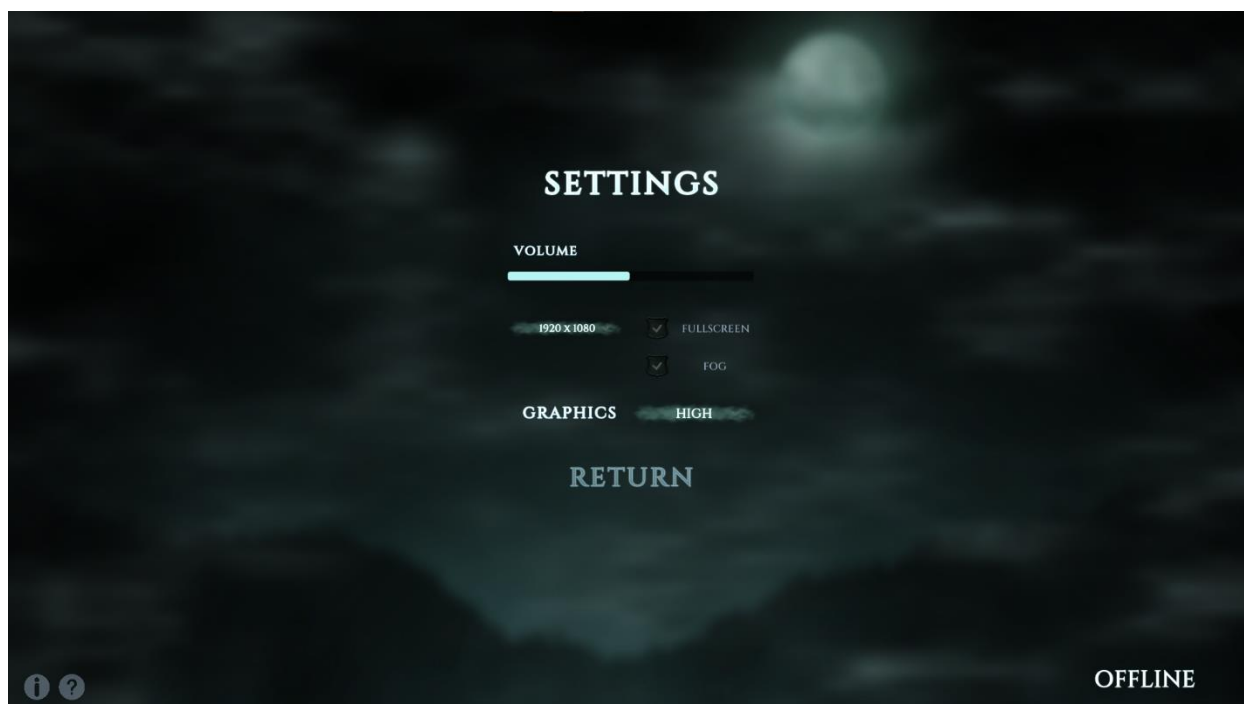 SETTINGS
VOLUME
1920 X 1080
FULLSCREEN
FOG
GRAPHICS
HIGH
RETURN
OFFLINE
i ?